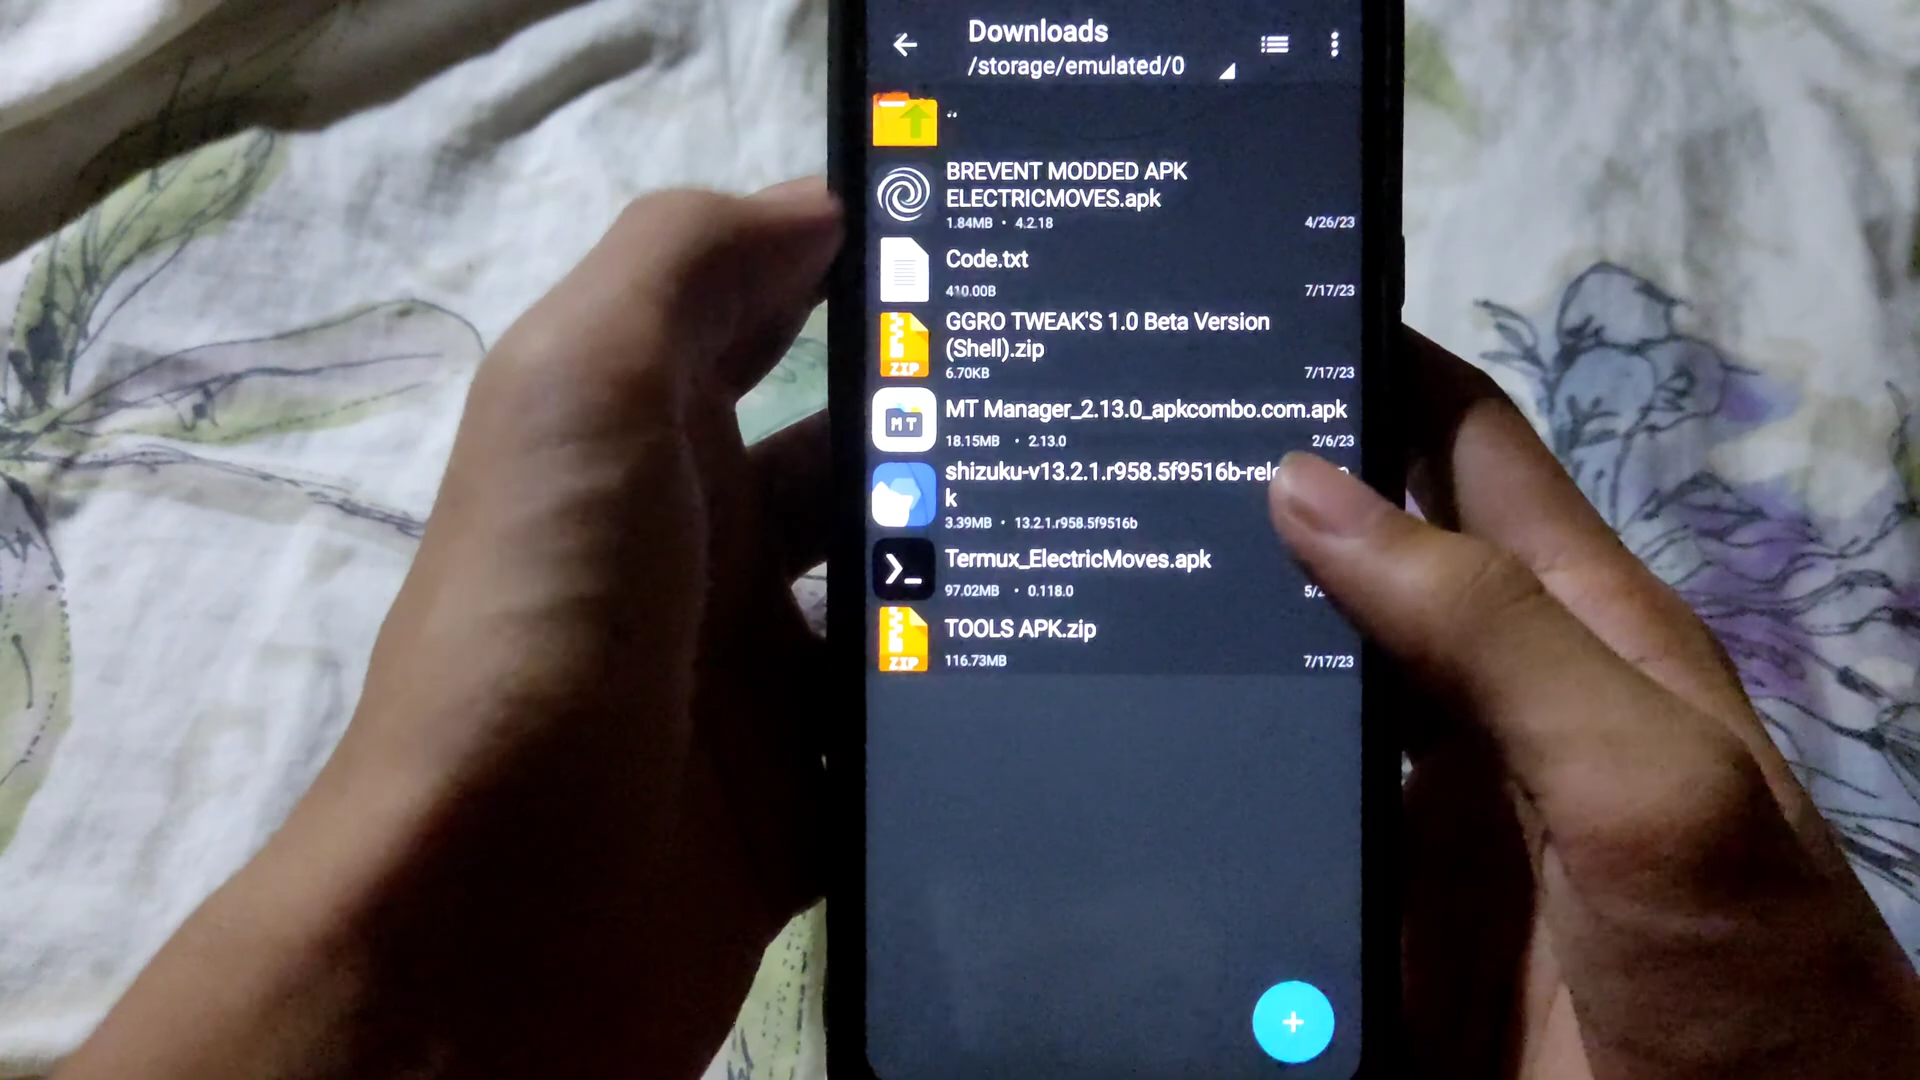 Downloads
/storage/emulated/0
..
BREVENT MODDED APK
ELECTRICMOVES.apk
1.84MB • 4.2.18 4/26/23
Code.txt
410.00B 7/17/23
GGRO TWEAK'S 1.0 Beta Version
(Shell).zip
ZIP
6.70KB 7/17/23
MT Manager_2.13.0_apkcombo.com.apk
MT
18.15MB • 2.13.0 2/6/23
shizuku-v13.2.1.r958.5f9516b-rel
k
3.39MB • 13.2.1.r958.5f9516b
Termux_ElectricMoves.apk
97.02MB • 0.118.0 5/
TOOLS APK.zip
ZIP
116.73MB 7/17/23